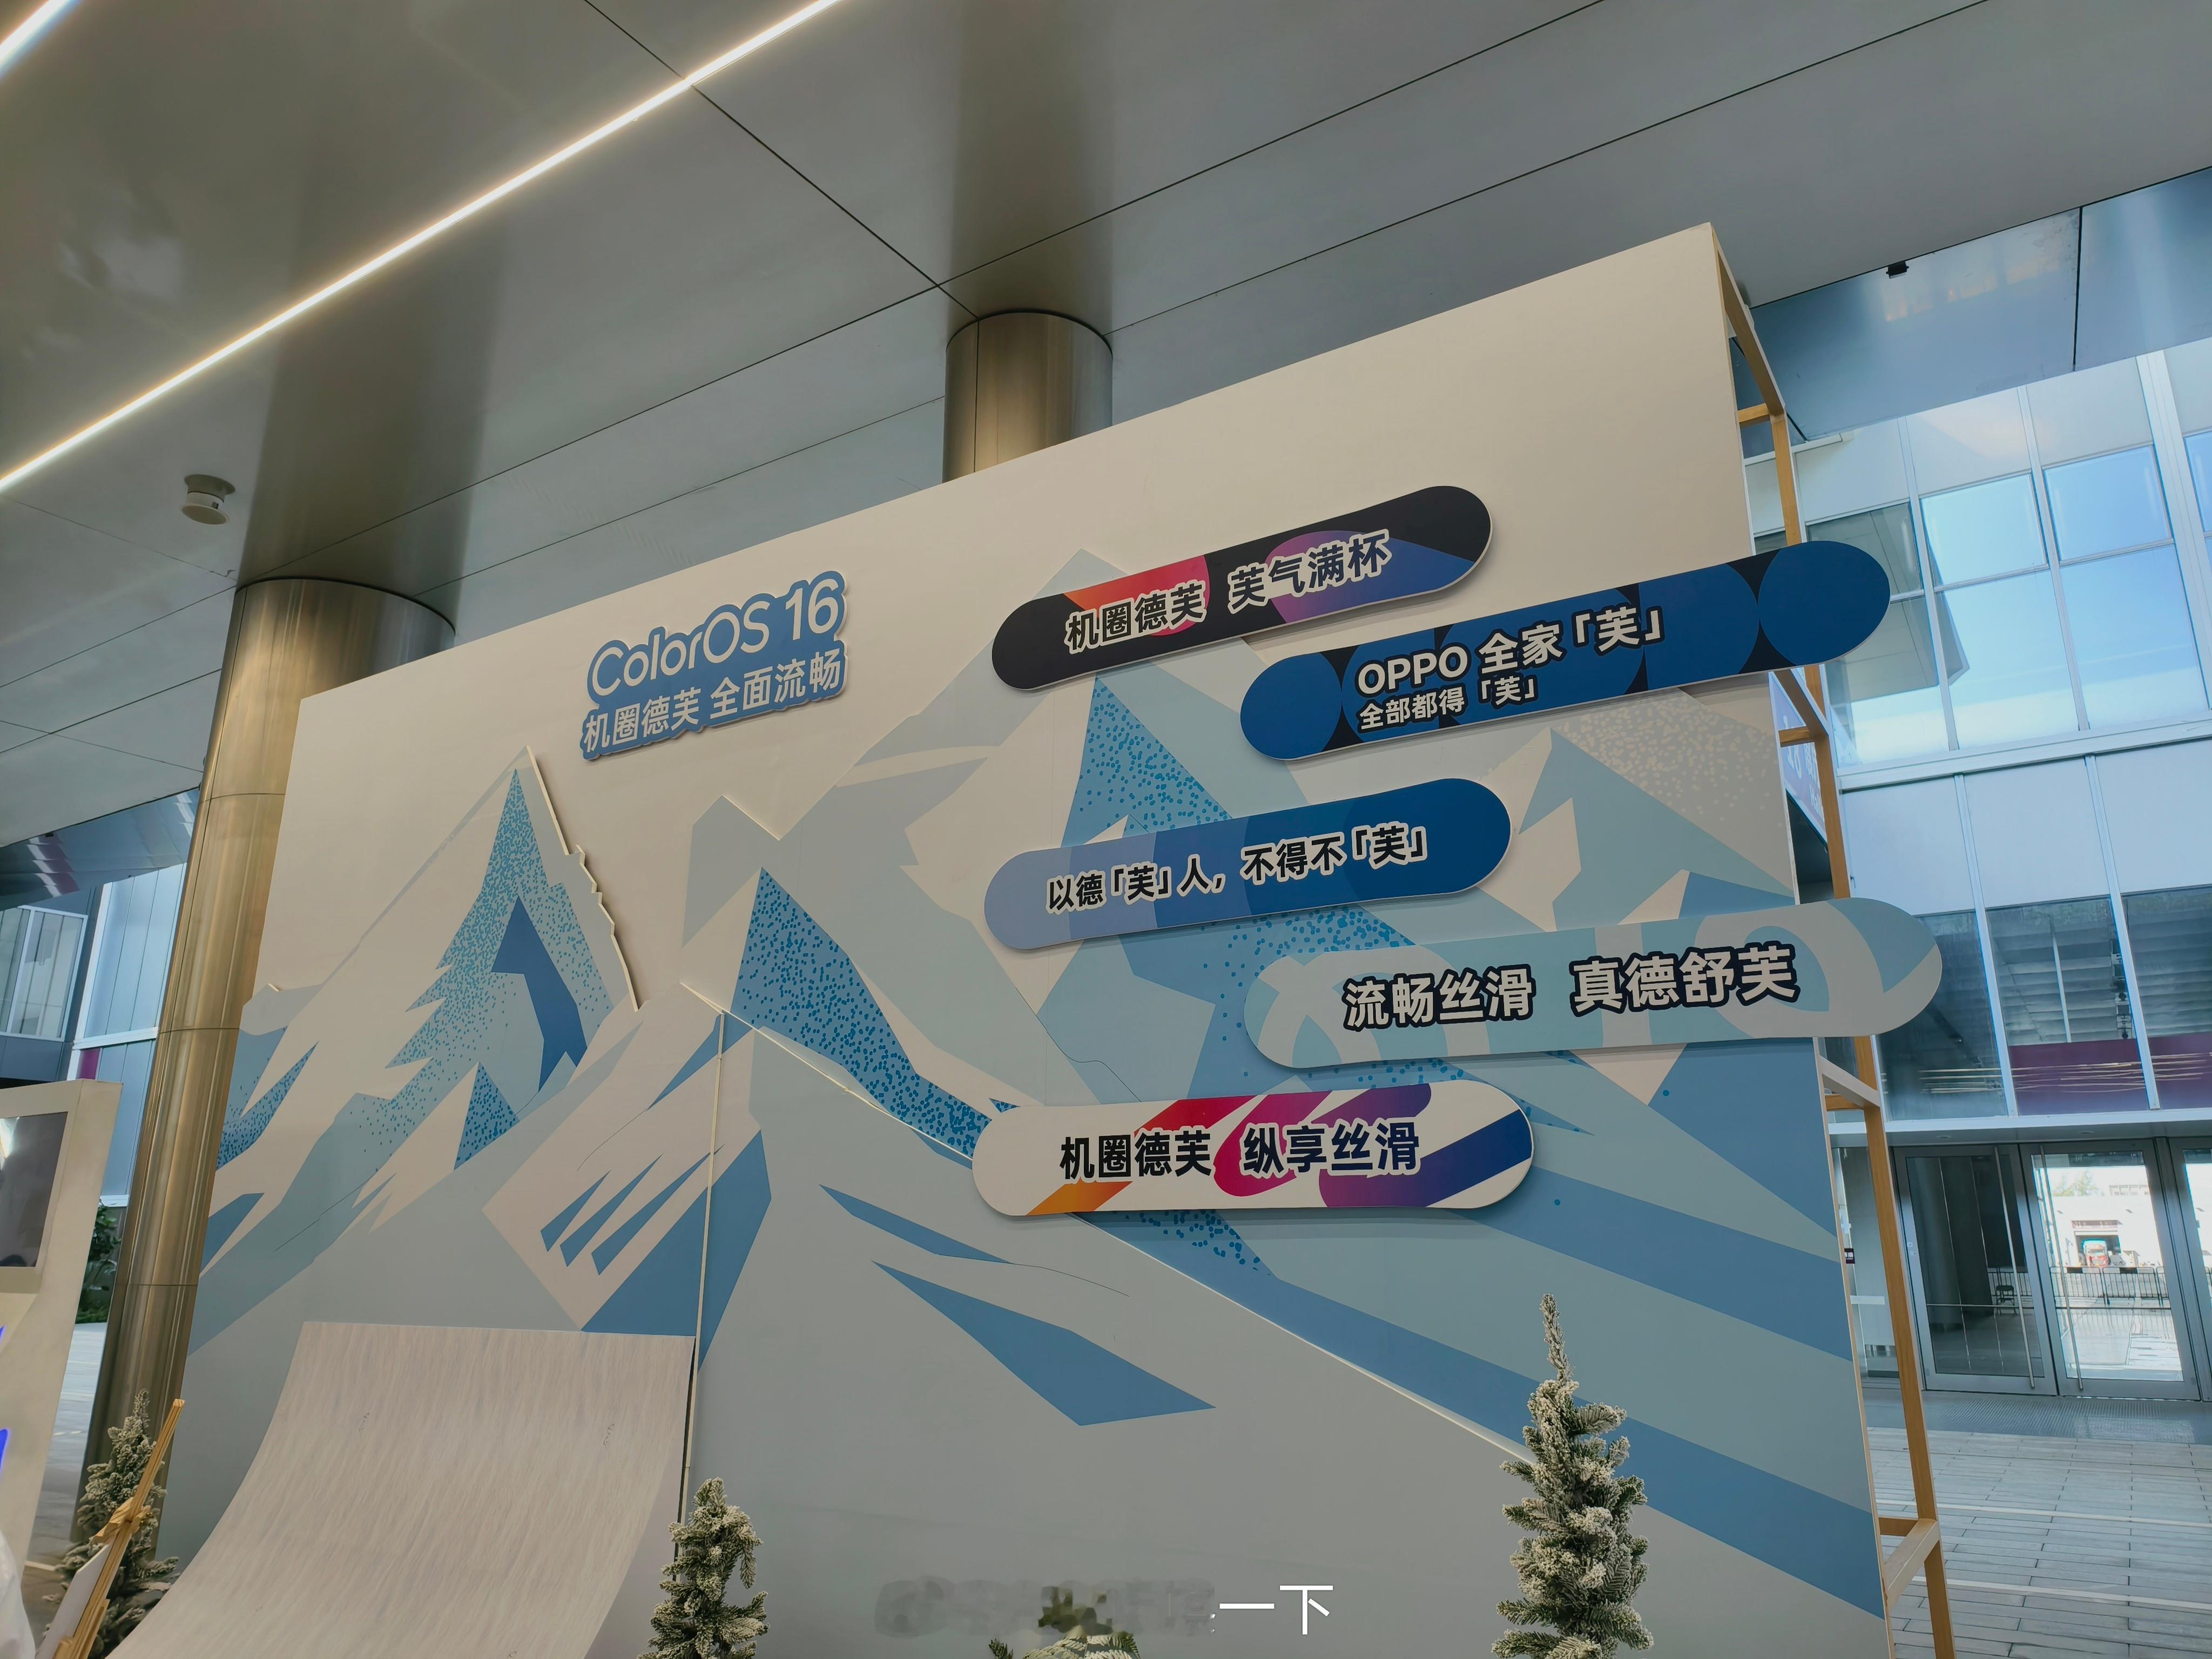 ColorOS 16
机圈德芙 全面流畅
机圈德芙 芙气满杯
OPPO 全家「芙」
全部都得「芙」
以德「芙」人，不得不「芙」
流畅丝滑 真德舒芙
机圈德芙 纵享丝滑
一下